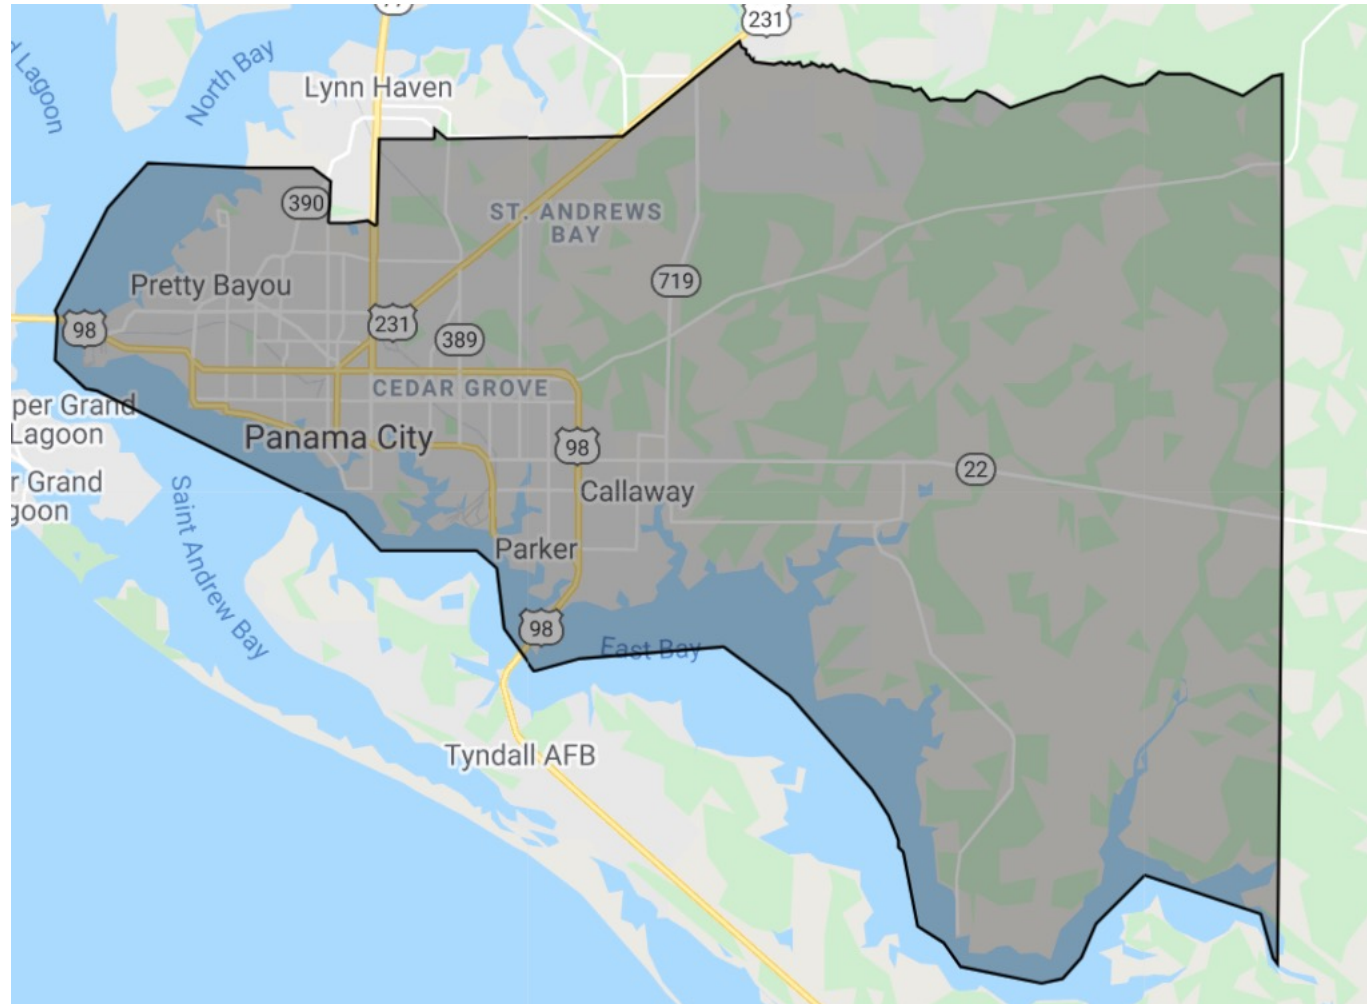 231
North Bay
Lynn Haven
Lagoon
390
ST. ANDREWS
BAY
719
Pretty Bayou
98
231
389
CEDAR GROVE
per Grand
Lagoon
Panama City
98
22
r Grand
goon
Callaway
Saint Andrew Bay
Parker
98
East Bay
Tyndall AFB